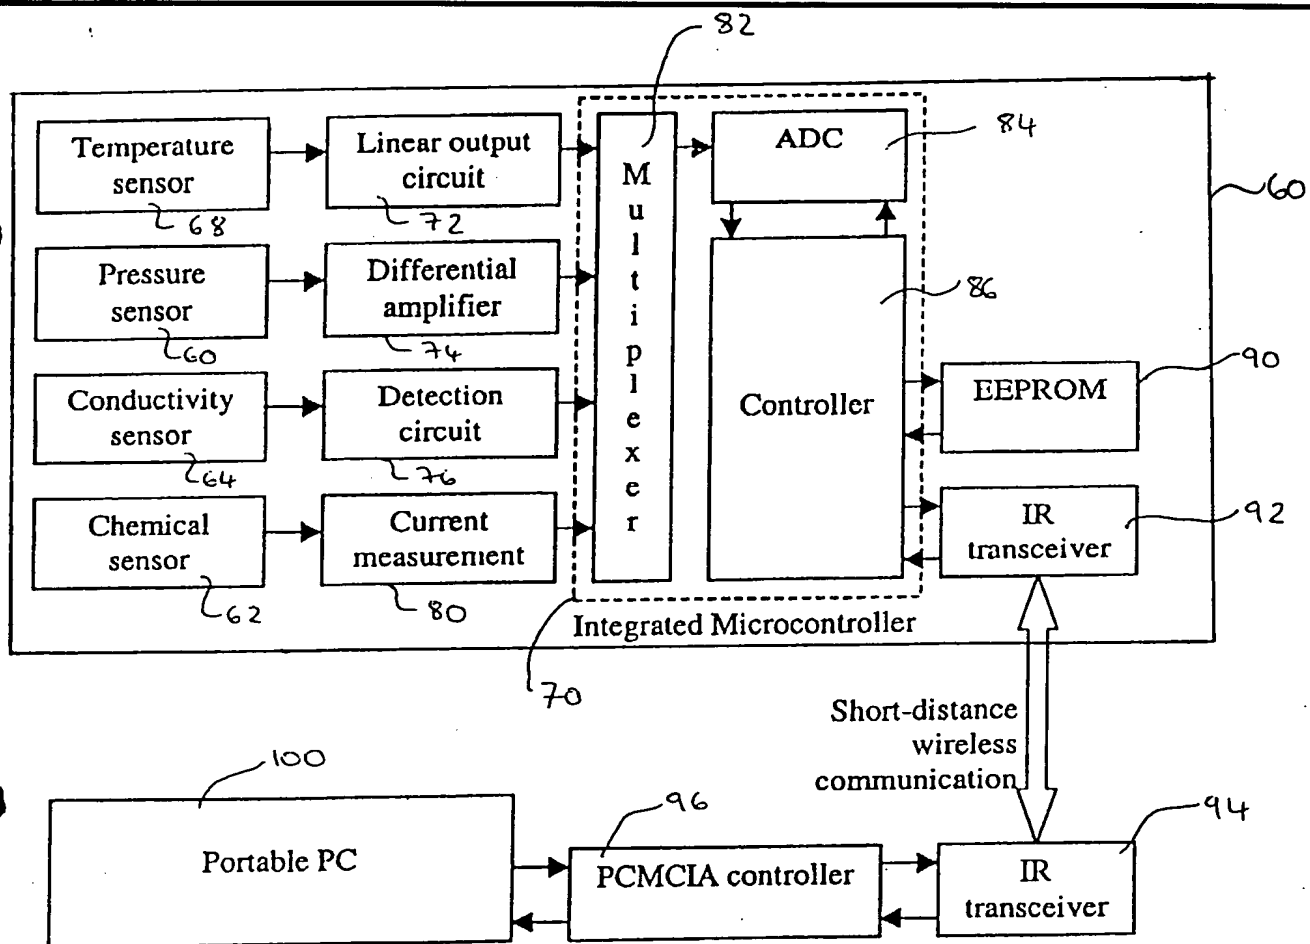 82
Temperature
sensor
68
Linear output
circuit
72
Multiplexer
ADC
84
60
Pressure
sensor
60
Differential
amplifier
74
86
Controller
Conductivity
sensor
64
Detection
circuit
76
EEPROM
90
Chemical
sensor
62
Current
measurement
80
IR
transceiver
92
Integrated Microcontroller
70
Short-distance
wireless
communication
100
Portable PC
96
PCMCIA controller
94
IR
transceiver